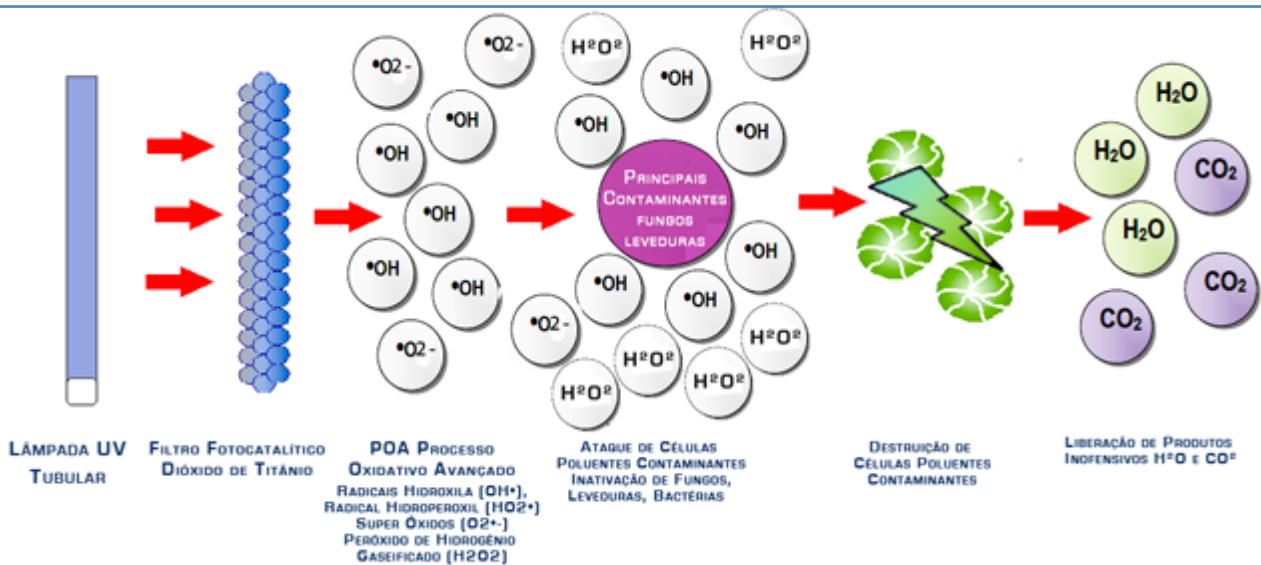 •O2-
•O2-
•OH
•OH
•OH
•OH
•OH
•O2-
H²O²
H²O²
•OH
•OH
•OH
PRINCIPAIS
CONTAMINANTES
FUNGOS
LEVEDURAS
•OH
•OH
•OH
•O2-
H²O²
H²O²
H²O²
H²O²
H₂O
H₂O
CO₂
H₂O
CO₂
CO₂
LÂMPADA UV
TUBULAR
FILTRO FOTOCATALÍTICO
DIÓXIDO DE TITÂNIO
POA PROCESSO
OXIDATIVO AVANÇADO
RADICAIS HIDROXILA (OH•),
RADICAL HIDROPEROXIL (HO2•)
SUPER ÓXIDOS (O2•-)
PERÓXIDO DE HIDROGÊNIO
GASEIFICADO (H2O2)
ATAQUE DE CÉLULAS
POLUENTES CONTAMINANTES
INATIVAÇÃO DE FUNGOS,
LEVEDURAS, BACTÉRIAS
DESTRUIÇÃO DE
CÉLULAS POLUENTES
CONTAMINANTES
LIBERAÇÃO DE PRODUTOS
INOFENSIVOS H²O E CO²